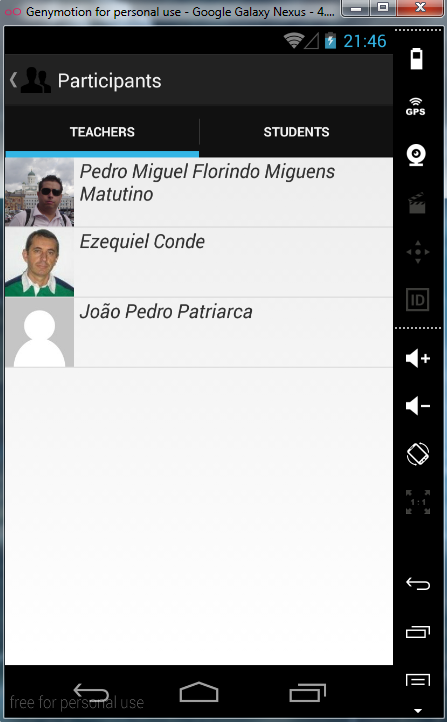 Genymotion for personal use - Google Galaxy Nexus - 4....
21:46
Participants
TEACHERS
STUDENTS
Pedro Miguel Florindo Miguens
Matutino
Ezequiel Conde
João Pedro Patriarca
GPS
ID
1:1
free for personal use